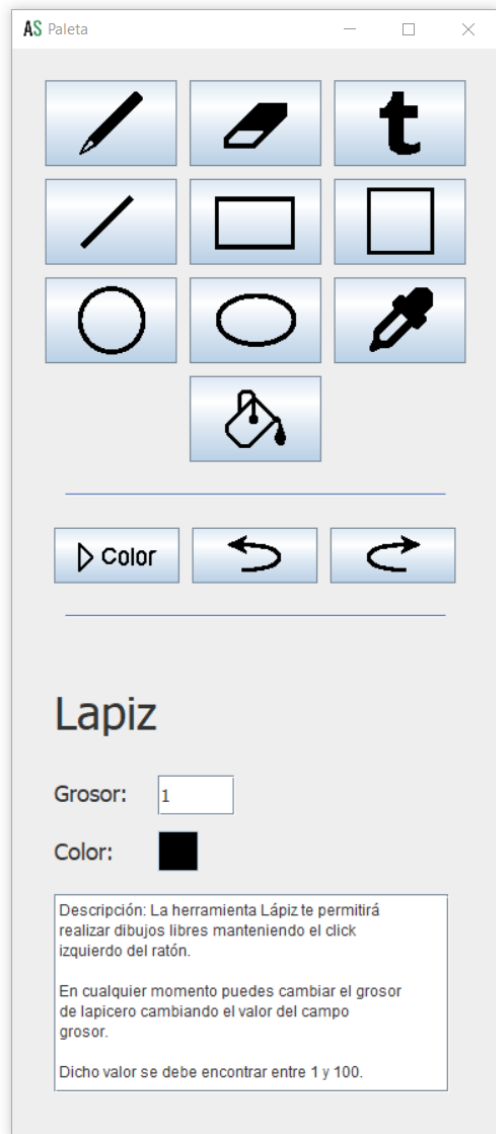 AS Paleta
t
Color
Lapiz
Grosor: 1
Color:
Descripción: La herramienta Lápiz te permitirá
realizar dibujos libres manteniendo el click
izquierdo del ratón.
En cualquier momento puedes cambiar el grosor
de lapicero cambiando el valor del campo
grosor.
Dicho valor se debe encontrar entre 1 y 100.